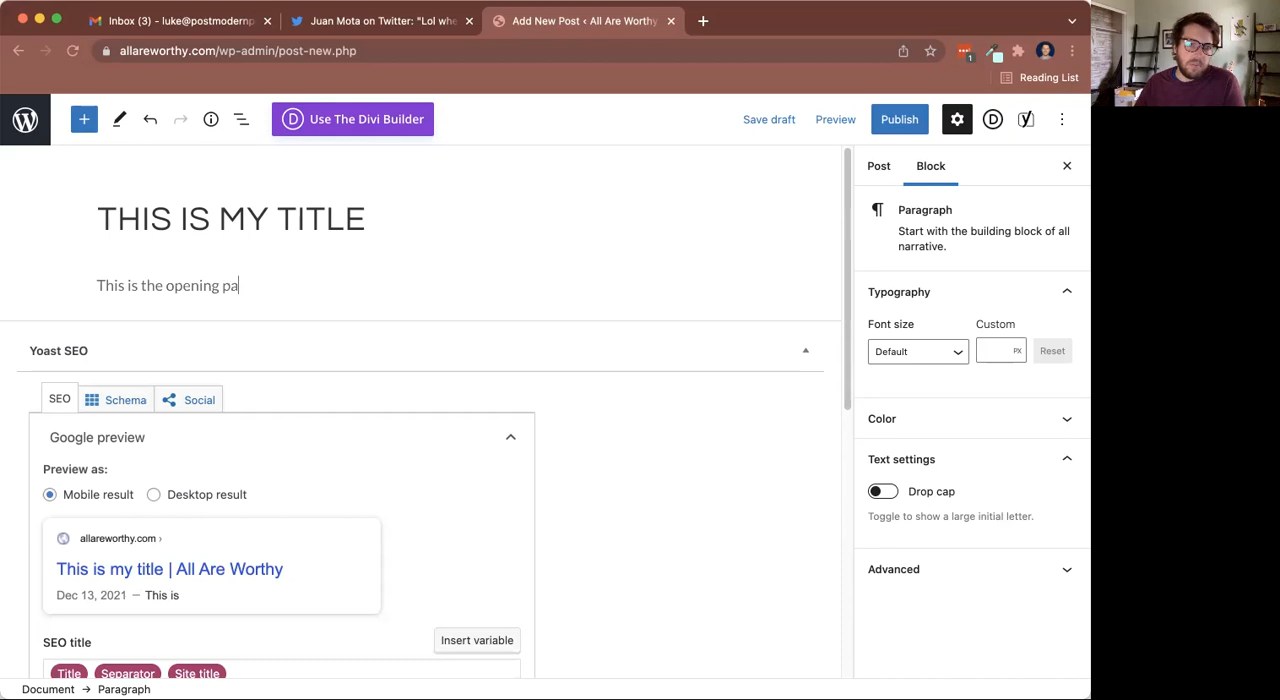 Inbox (3) - luke@postmodernp
Juan Mota on Twitter: "Lol whe
Add New Post ‹ All Are Worthy
allareworthy.com/wp-admin/post-new.php
1
Reading List
D Use The Divi Builder
Save draft
Preview
Publish
D
THIS IS MY TITLE
This is the opening pa
Post
Block
Paragraph
Start with the building block of all
narrative.
Typography
Font size
Custom
Default
PX
Reset
Color
Text settings
Drop cap
Toggle to show a large initial letter.
Advanced
Yoast SEO
SEO
Schema
Social
Google preview
Preview as:
Mobile result
Desktop result
allareworthy.com ›
This is my title | All Are Worthy
Dec 13, 2021 – This is
SEO title
Insert variable
Title
Separator
Site title
Document → Paragraph